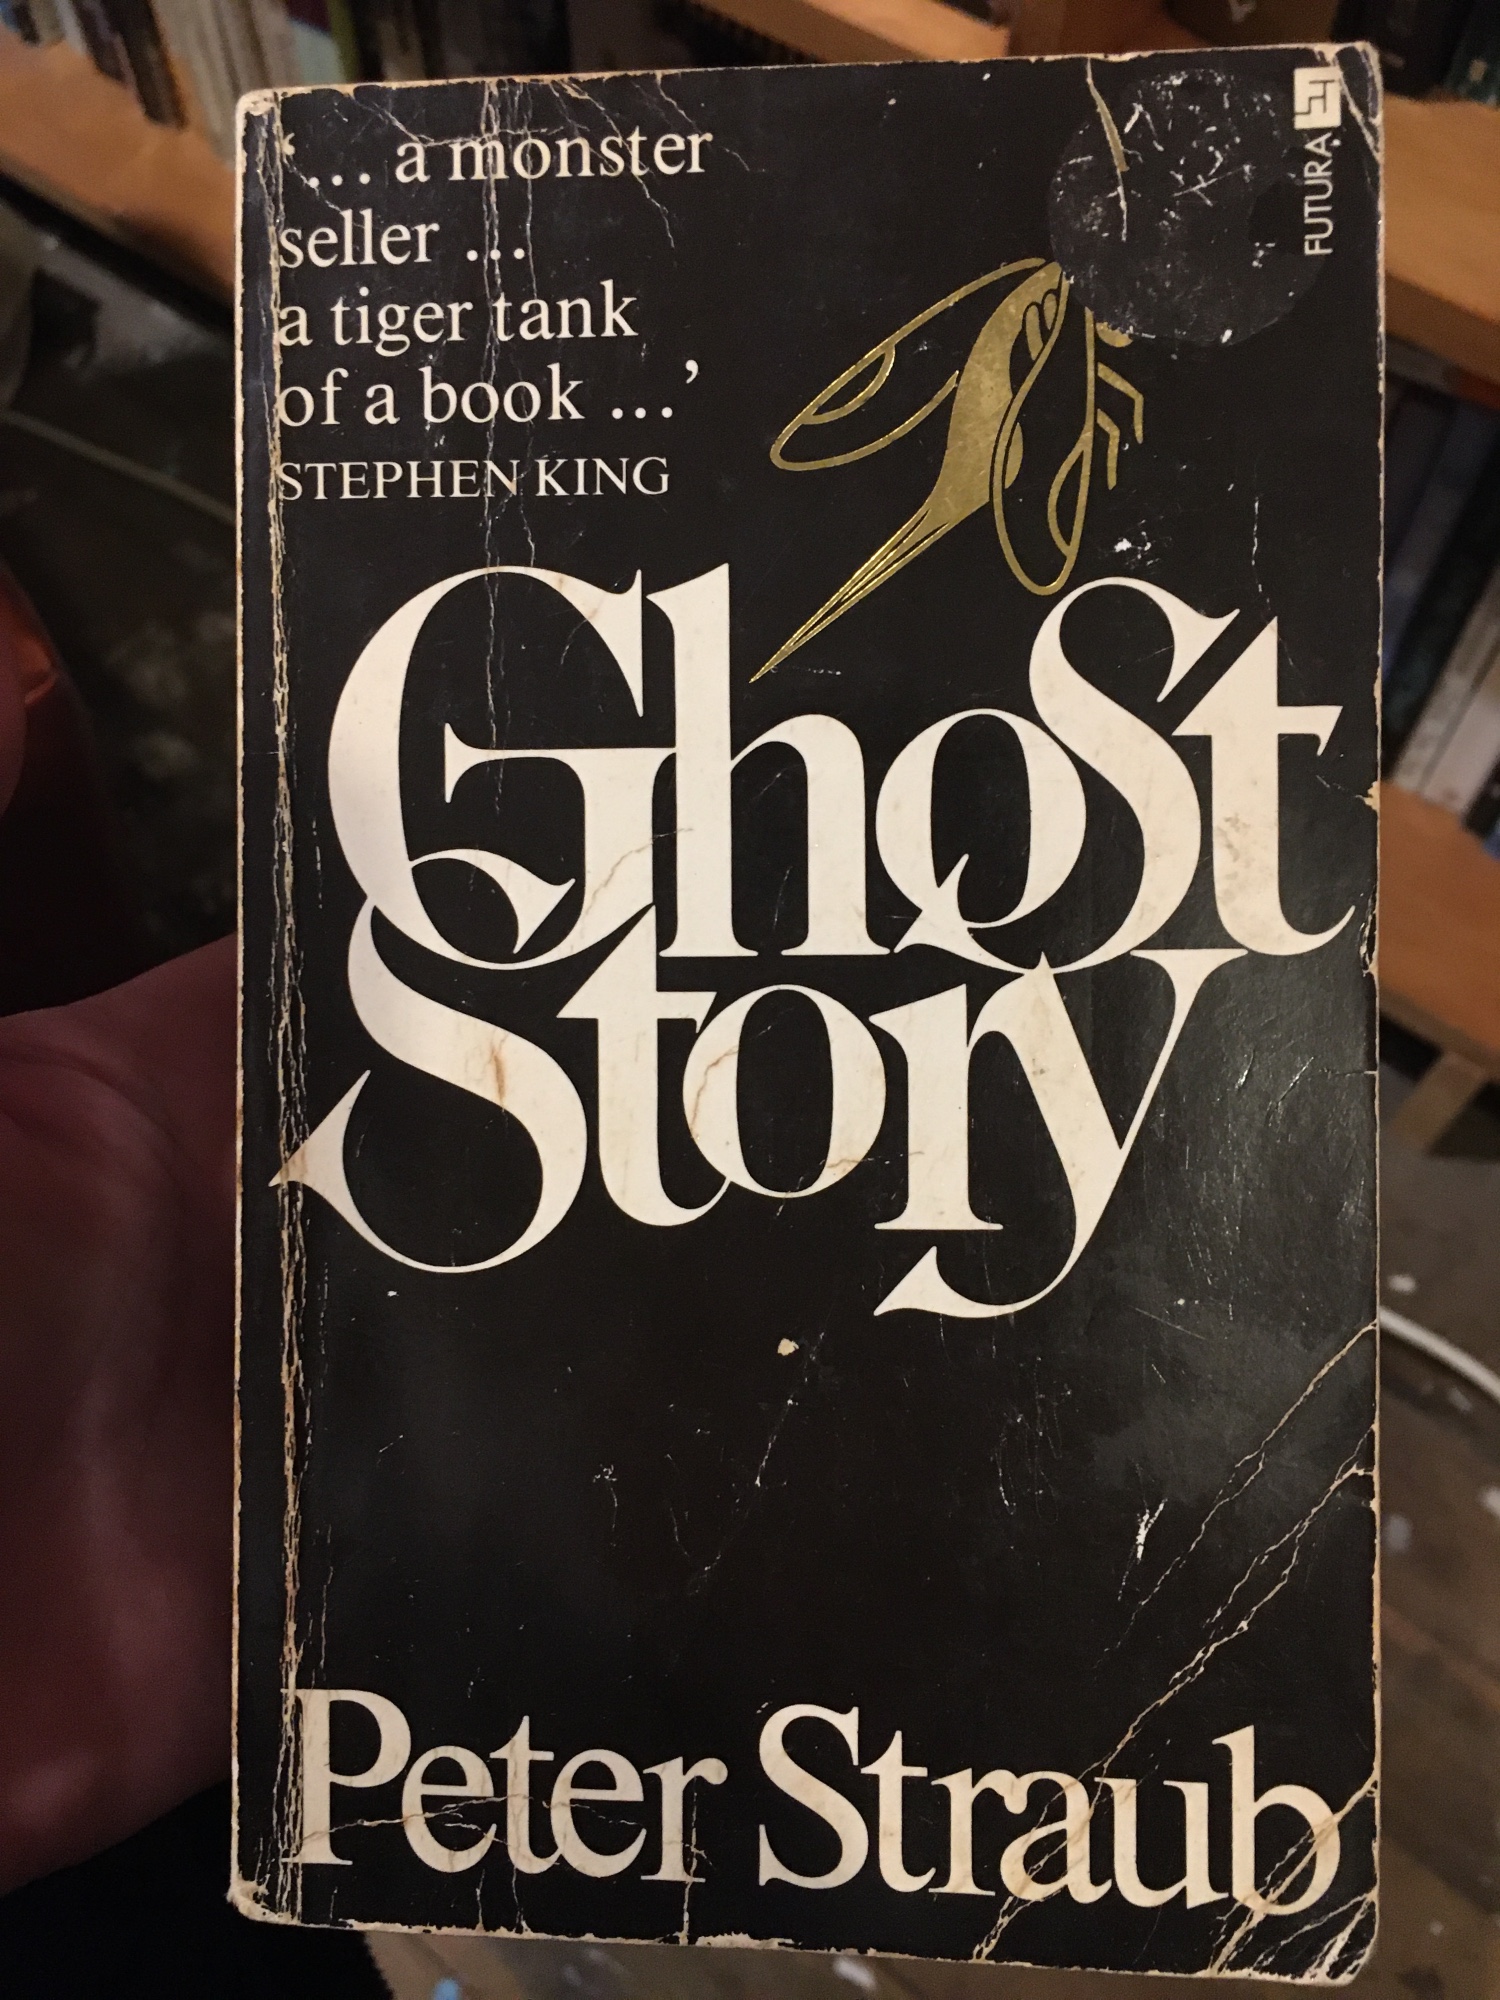 ‘... a monster
seller ...
a tiger tank
of a book ...’
STEPHEN KING
FUTURA
Ghost
Story
Peter Straub